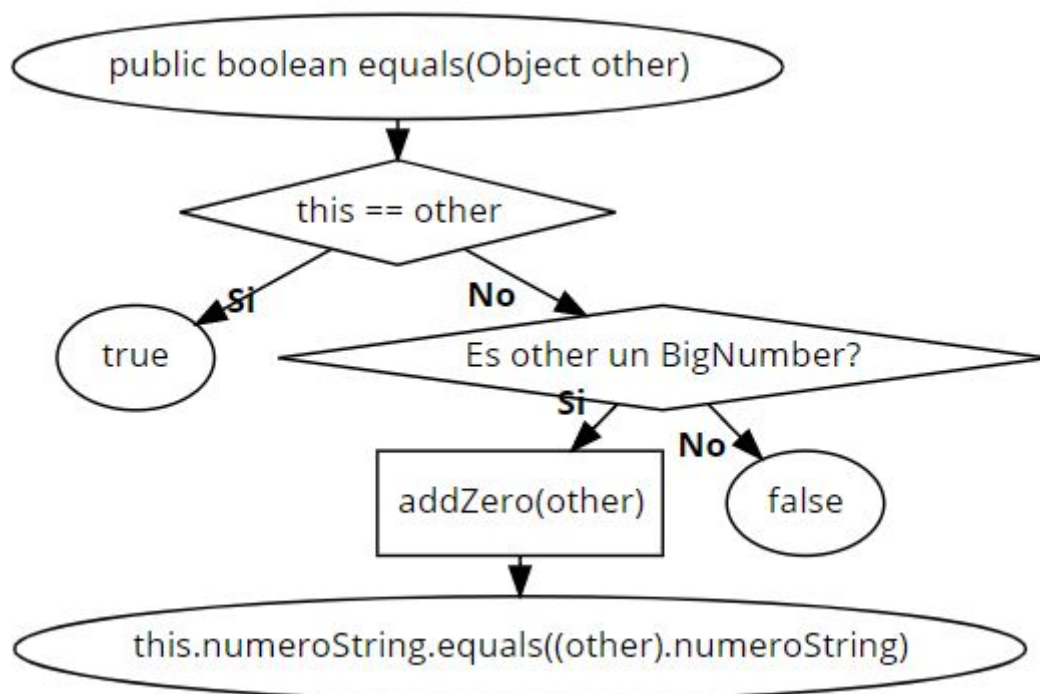 public boolean equals(Object other)
this == other
Si
No
true
Es other un BigNumber?
Si
No
addZero(other)
false
this.numeroString.equals((other).numeroString)